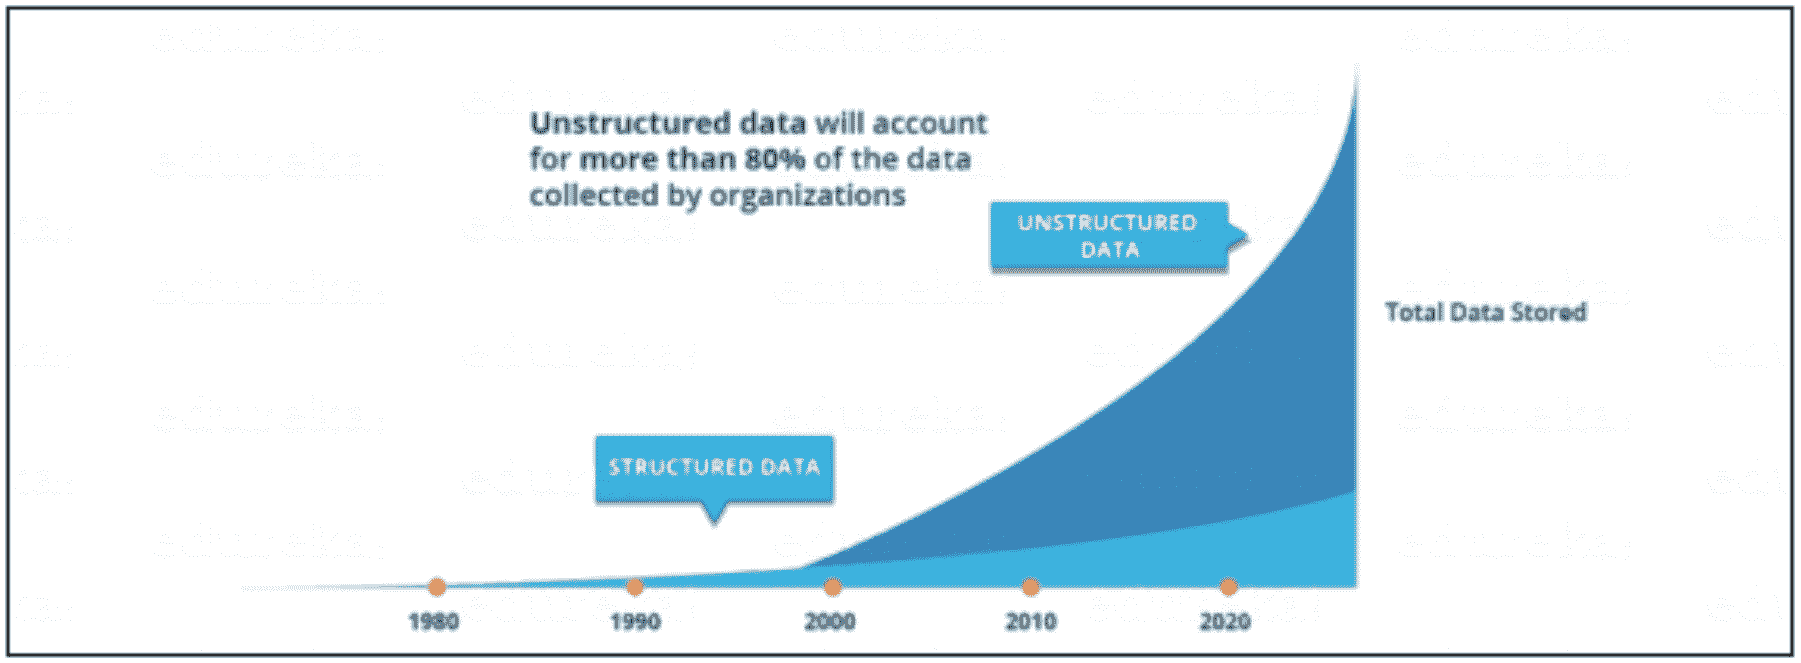 Unstructured data will account
for more than 80% of the data
collected by organizations
UNSTRUCTURED
DATA
Total Data Stored
STRUCTURED DATA
1980 1990 2000 2010 2020